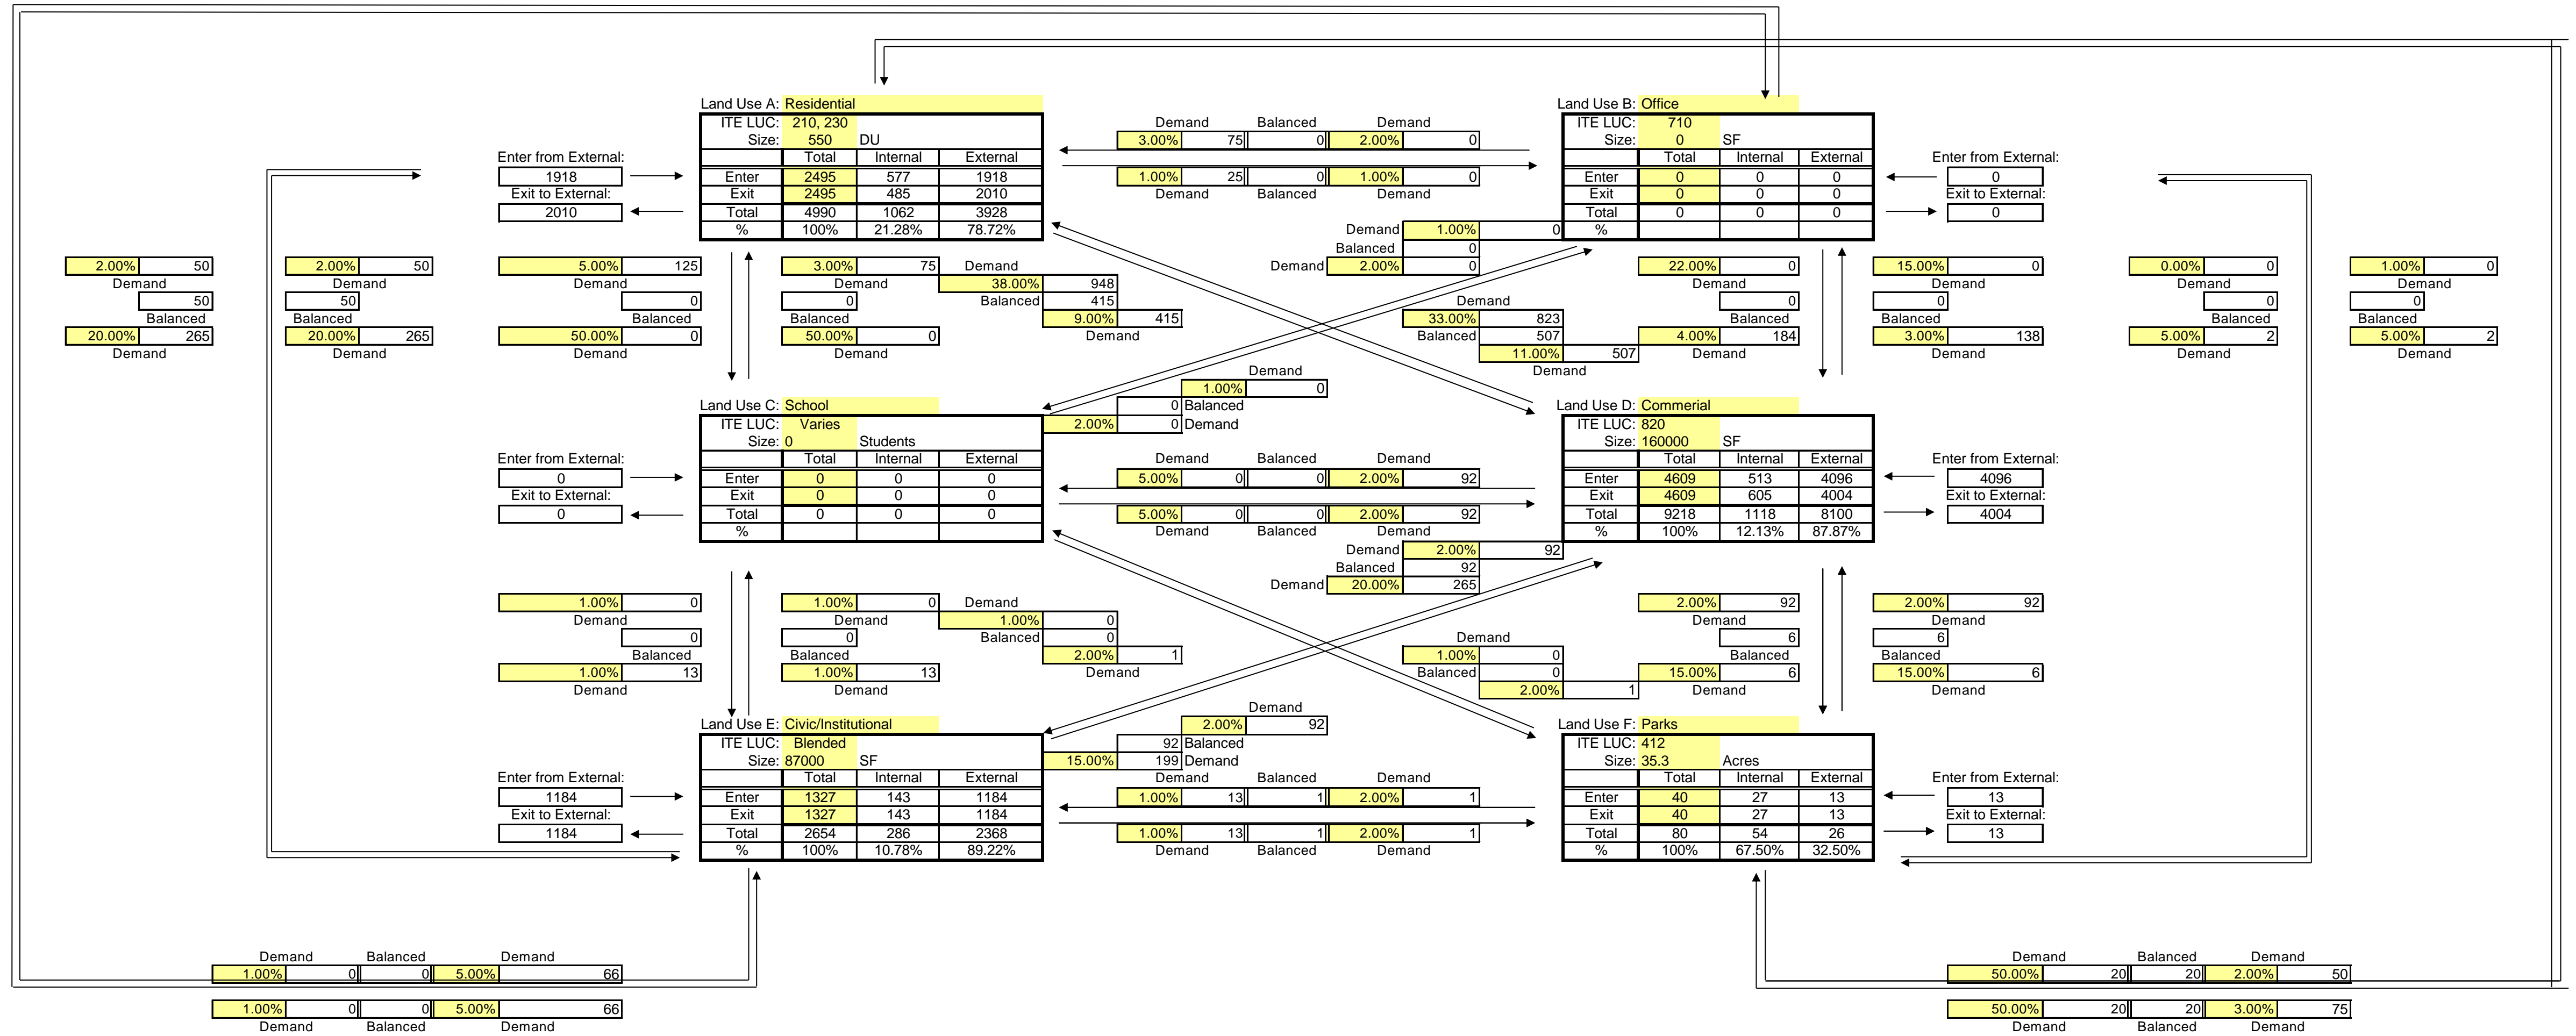 Land Use A: Residential
Land Use B: Office
ITE LUC: 210, 230
Demand Balanced Demand
ITE LUC: 710
Size: 550 DU
3.00% 75 0 2.00% 0
Size: 0 SF
Enter from External: Total Internal External
Total Internal External Enter from External:
1918 Enter 2495 577 1918
1.00% 25 0 1.00% 0
Enter 0 0 0 0
Exit to External: Exit 2495 485 2010
Demand Balanced Demand
Exit 0 0 0 Exit to External:
2010 Total 4990 1062 3928
Total 0 0 0 0
% 100% 21.28% 78.72%
Demand 1.00% 0
%
Balanced 0
Demand 2.00% 0
2.00% 50 2.00% 50 5.00% 125 3.00% 75 Demand
22.00% 0 15.00% 0 0.00% 0 1.00% 0
Demand Demand Demand Demand 38.00% 948
Demand Demand Demand Demand
50 50 0 0 Balanced 415
Demand
0 0 0 0
Balanced Balanced Balanced Balanced 9.00% 415
33.00% 823
Balanced Balanced Balanced Balanced
20.00% 265 20.00% 265 50.00% 0 50.00% 0 Demand
Balanced 507
4.00% 184 3.00% 138 5.00% 2 5.00% 2
Demand Demand Demand Demand
11.00% 507
Demand Demand Demand Demand
Demand
Demand
1.00% 0
Land Use C: School
0 Balanced
Land Use D: Commerial
ITE LUC: Varies
2.00% 0 Demand
ITE LUC: 820
Size: 0 Students
Size: 160000 SF
Enter from External: Total Internal External
Demand Balanced Demand
Total Internal External Enter from External:
0 Enter 0 0 0
5.00% 0 0 2.00% 92
Enter 4609 513 4096 4096
Exit to External: Exit 0 0 0
Exit 4609 605 4004 Exit to External:
0 Total 0 0 0
5.00% 0 0 2.00% 92
Total 9218 1118 8100 4004
%
Demand Balanced Demand
% 100% 12.13% 87.87%
Demand 2.00% 92
Balanced 92
Demand 20.00% 265
1.00% 0 1.00% 0 Demand
2.00% 92 2.00% 92
Demand Demand 1.00% 0
Demand Demand
0 0 Balanced 0
Demand
6 6
Balanced Balanced 2.00% 1
1.00% 0
Balanced Balanced
1.00% 13 1.00% 13 Demand
Balanced 0
15.00% 6 15.00% 6
Demand Demand
2.00% 1
Demand Demand
Demand
Land Use E: Civic/Institutional
2.00% 92
Land Use F: Parks
ITE LUC: Blended
92 Balanced
ITE LUC: 412
Size: 87000 SF
15.00% 199 Demand
Size: 35.3 Acres
Enter from External: Total Internal External
Demand Balanced Demand
Total Internal External Enter from External:
1184 Enter 1327 143 1184
1.00% 13 1 2.00% 1
Enter 40 27 13 13
Exit to External: Exit 1327 143 1184
Exit 40 27 13 Exit to External:
1184 Total 2654 286 2368
1.00% 13 1 2.00% 1
Total 80 54 26 13
% 100% 10.78% 89.22%
Demand Balanced Demand
% 100% 67.50% 32.50%
Demand Balanced Demand
Demand Balanced Demand
1.00% 0 0 5.00% 66
50.00% 20 20 2.00% 50
1.00% 0 0 5.00% 66
50.00% 20 20 3.00% 75
Demand Balanced Demand
Demand Balanced Demand